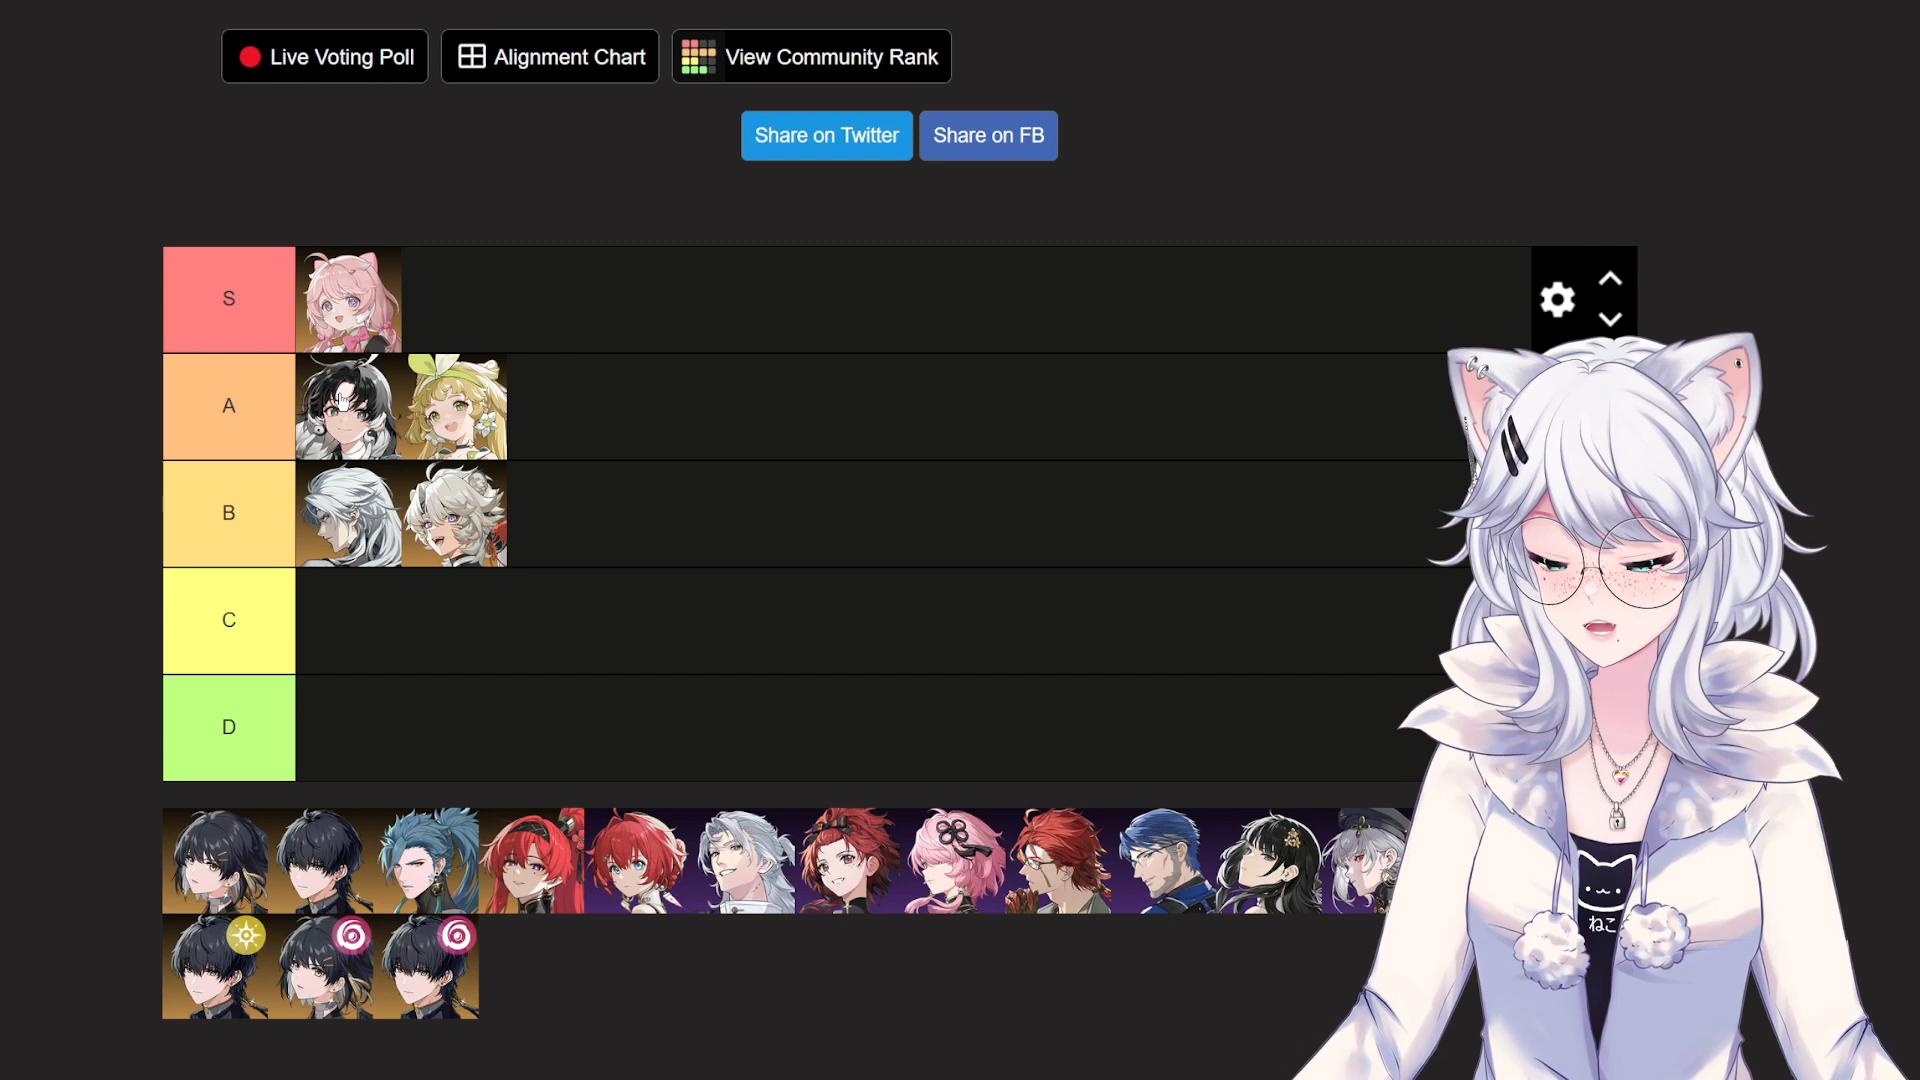 Live Voting Poll
Alignment Chart
View Community Rank
Share on Twitter
Share on FB
S
A
B
C
D
ねこ